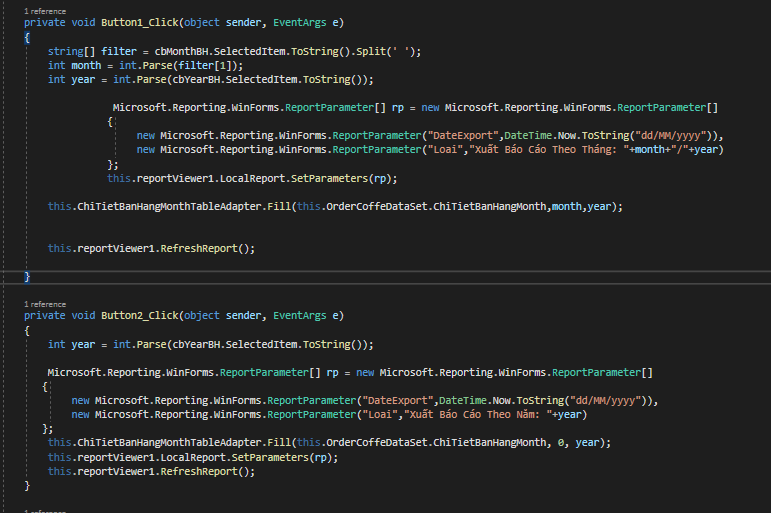 1 reference
private void Button1_Click(object sender, EventArgs e)
{
string[] filter = cbMonthBH.SelectedItem.ToString().Split(' ');
int month = int.Parse(filter[1]);
int year = int.Parse(cbYearBH.SelectedItem.ToString());
Microsoft.Reporting.WinForms.ReportParameter[] rp = new Microsoft.Reporting.WinForms.ReportParameter[]
{
new Microsoft.Reporting.WinForms.ReportParameter("DateExport",DateTime.Now.ToString("dd/MM/yyyy")),
new Microsoft.Reporting.WinForms.ReportParameter("Loai","Xuất Báo Cáo Theo Tháng: "+month+"/"+year)
};
this.reportViewer1.LocalReport.SetParameters(rp);
this.ChiTietBanHangMonthTableAdapter.Fill(this.OrderCoffeDataSet.ChiTietBanHangMonth,month,year);
this.reportViewer1.RefreshReport();
}
1 reference
private void Button2_Click(object sender, EventArgs e)
{
int year = int.Parse(cbYearBH.SelectedItem.ToString());
Microsoft.Reporting.WinForms.ReportParameter[] rp = new Microsoft.Reporting.WinForms.ReportParameter[]
{
new Microsoft.Reporting.WinForms.ReportParameter("DateExport",DateTime.Now.ToString("dd/MM/yyyy")),
new Microsoft.Reporting.WinForms.ReportParameter("Loai","Xuất Báo Cáo Theo Năm: "+year)
};
this.ChiTietBanHangMonthTableAdapter.Fill(this.OrderCoffeDataSet.ChiTietBanHangMonth, 0, year);
this.reportViewer1.LocalReport.SetParameters(rp);
this.reportViewer1.RefreshReport();
}
1 reference